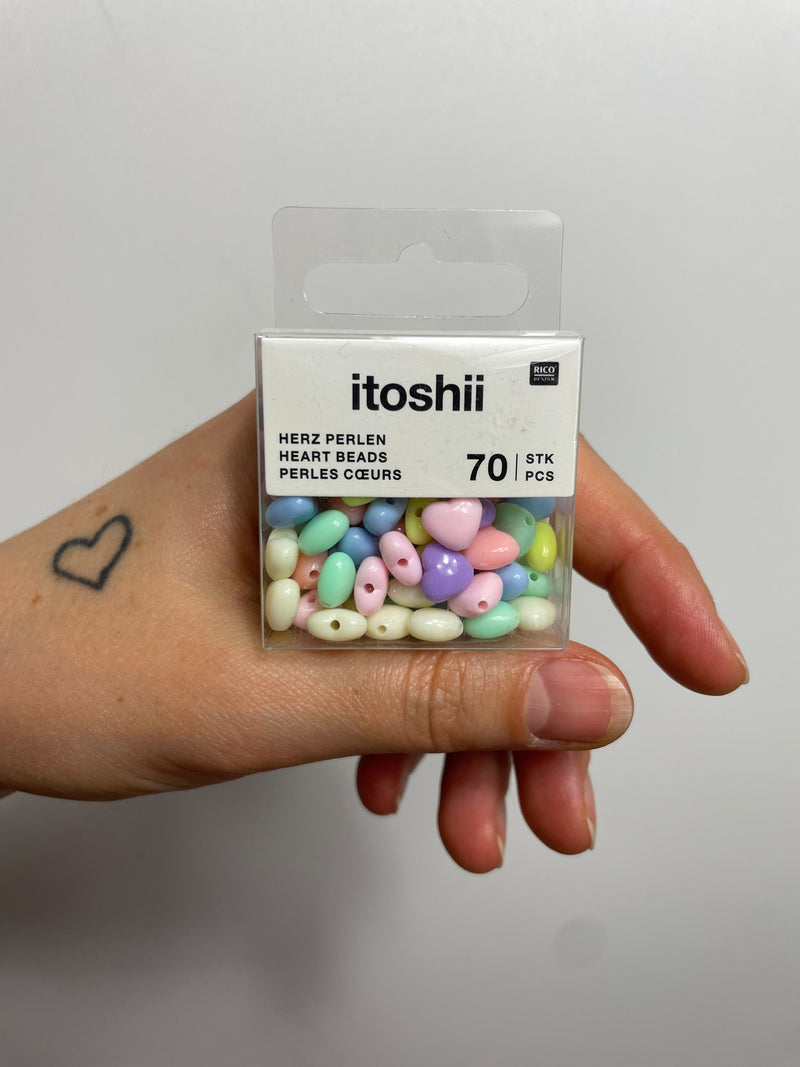 RICO
DESIGN
itoshii
HERZ PERLEN
HEART BEADS
PERLES CŒURS
70 STK
PCS